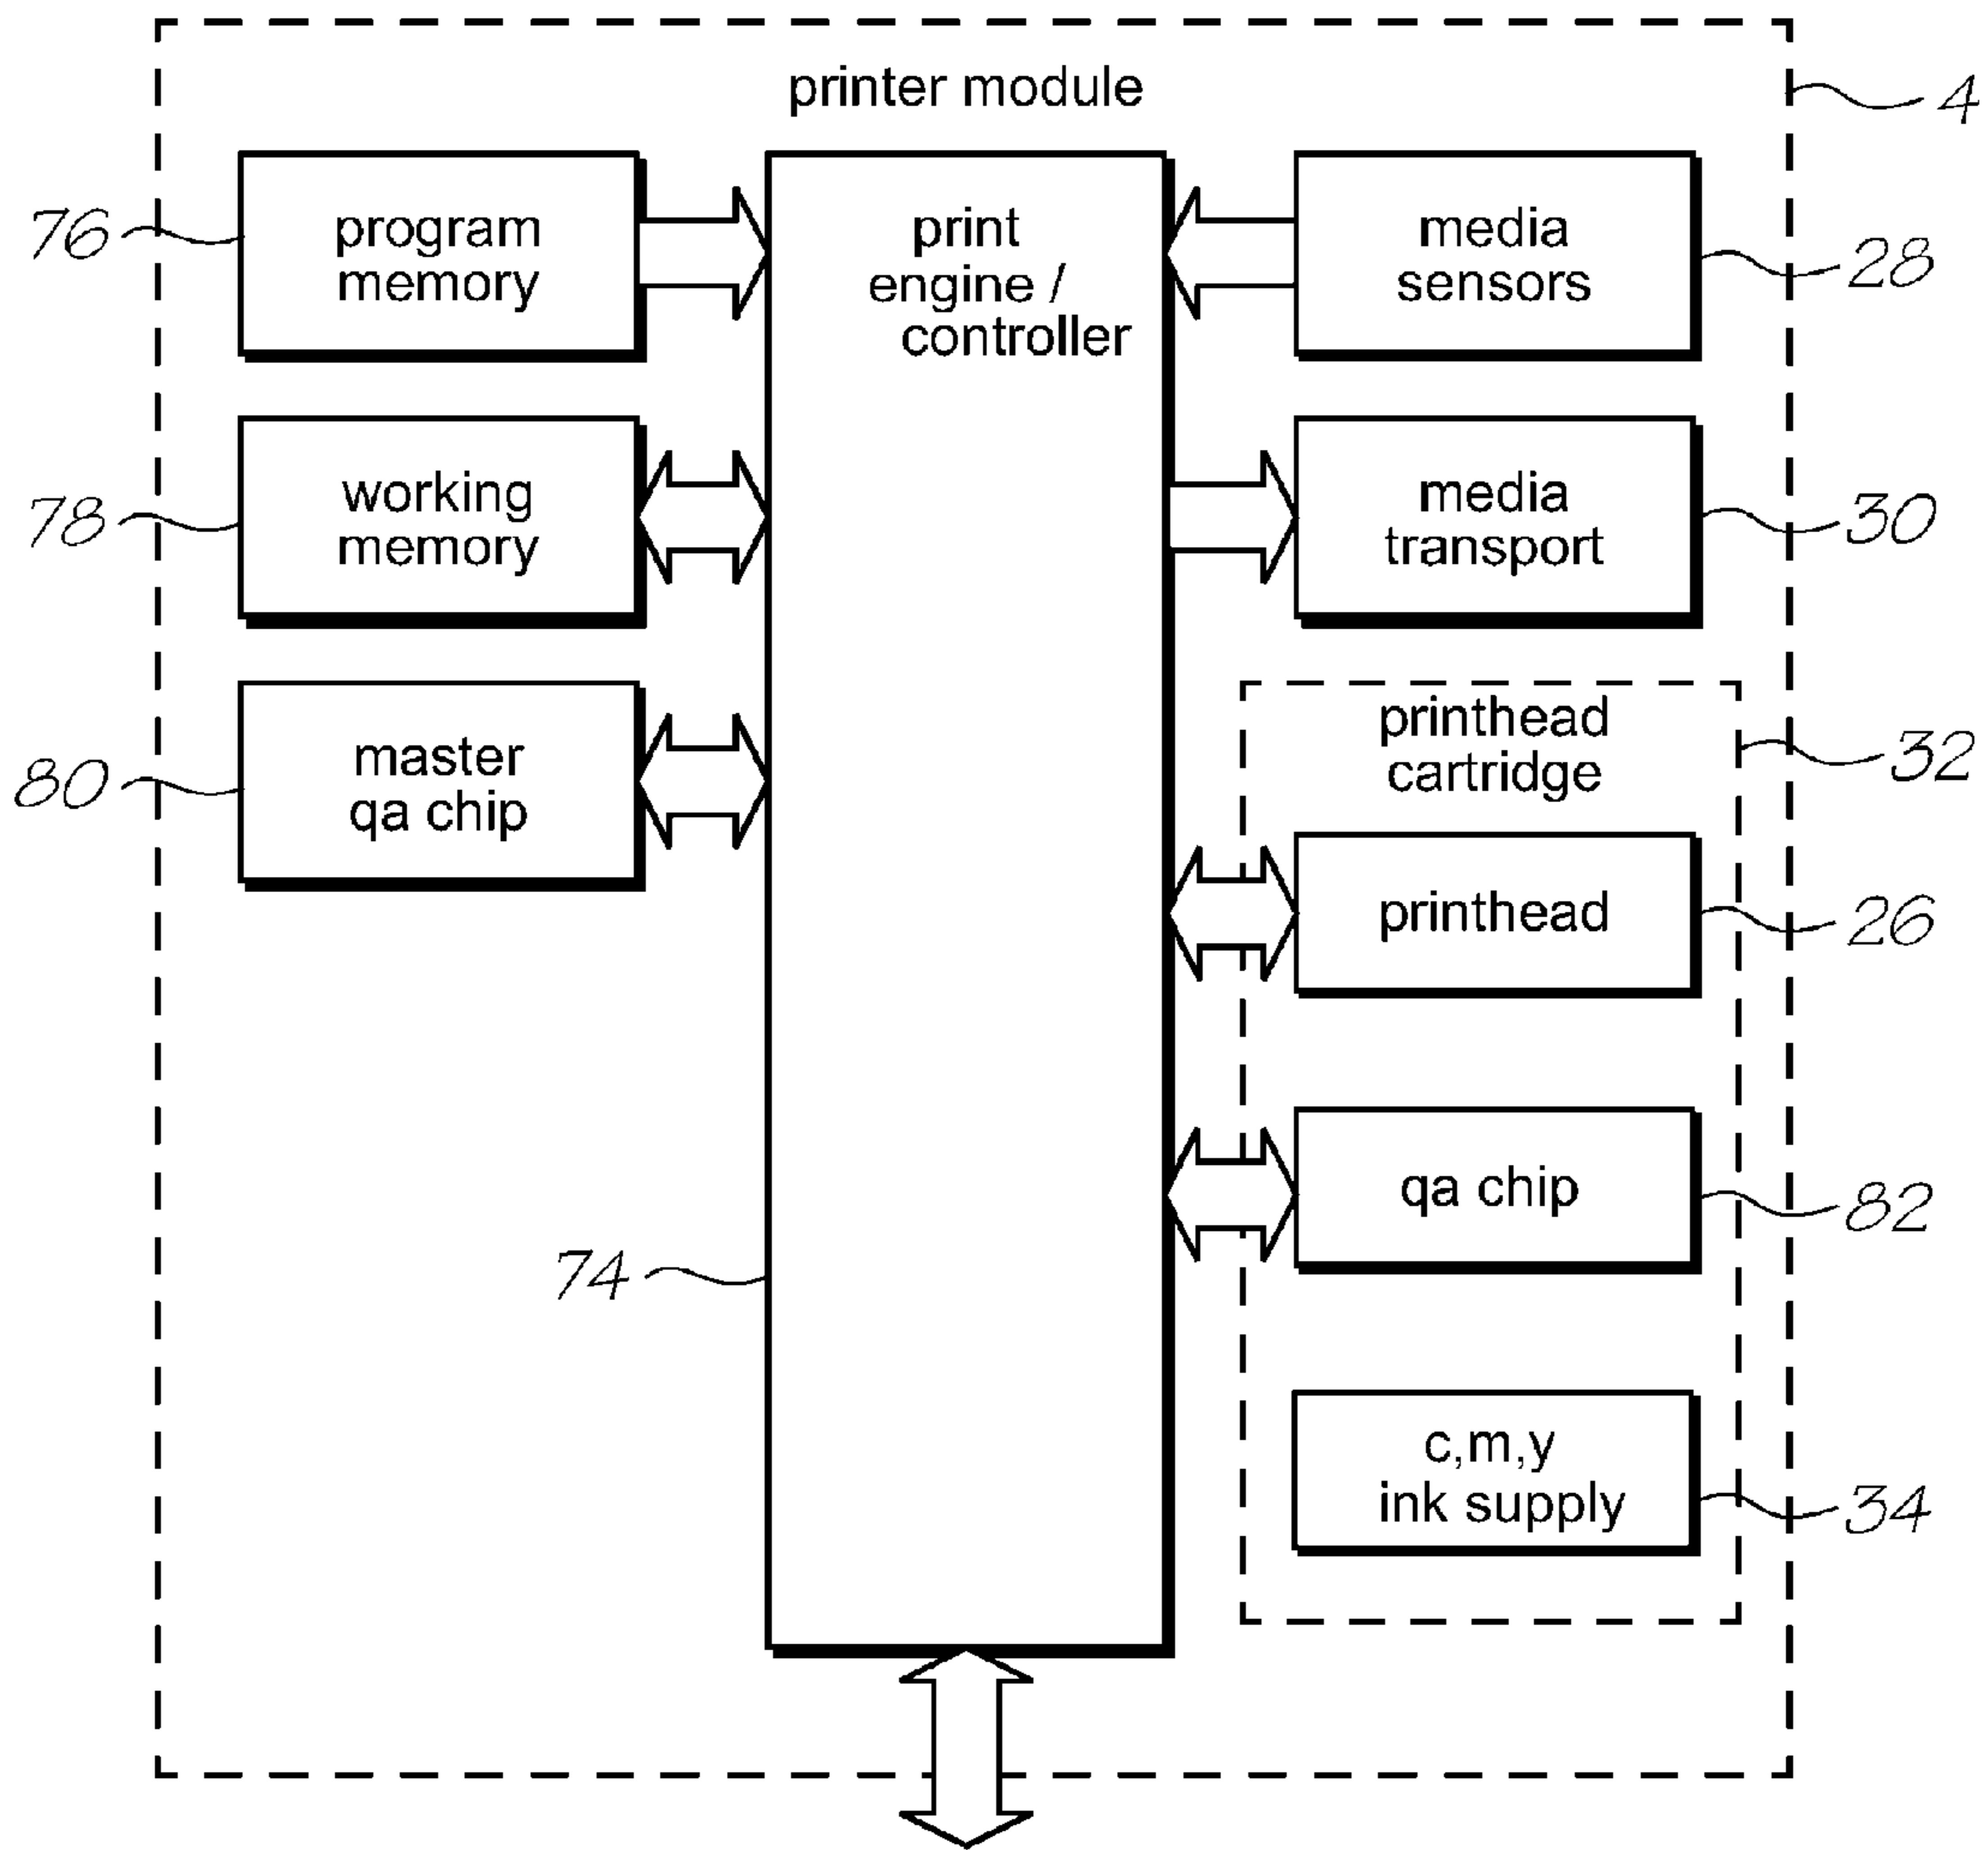 printer module
4
76
program
memory
print
engine /
controller
media
sensors
28
78
working
memory
media
transport
30
80
master
qa chip
printhead
cartridge
32
printhead
26
qa chip
82
74
c,m,y
ink supply
34